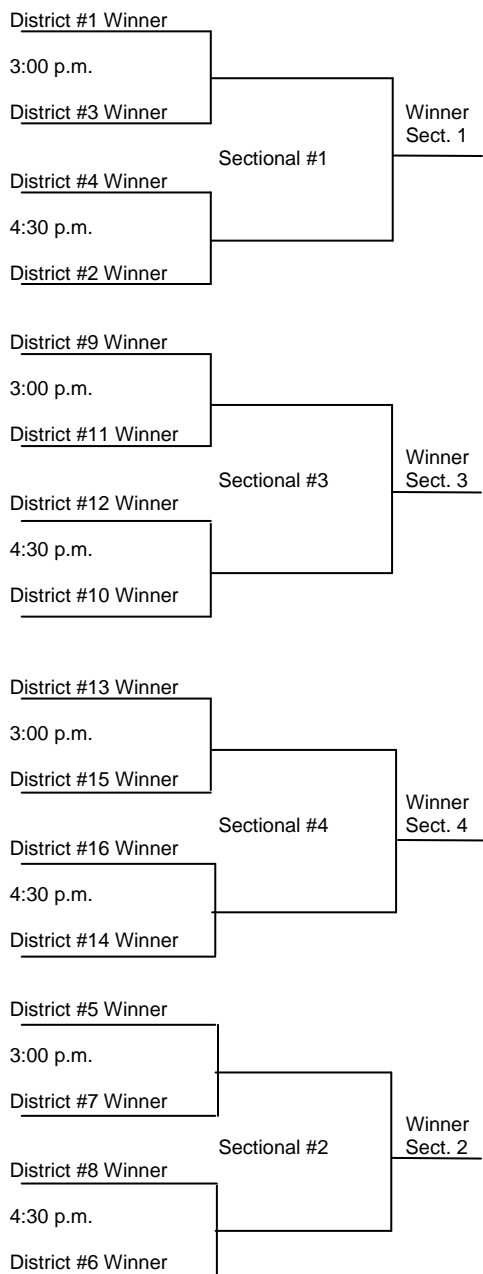 District #1 Winner
3:00 p.m.
District #3 Winner
Winner
Sect. 1
Sectional #1
District #4 Winner
4:30 p.m.
District #2 Winner
District #9 Winner
3:00 p.m.
District #11 Winner
Winner
Sect. 3
Sectional #3
District #12 Winner
4:30 p.m.
District #10 Winner
District #13 Winner
3:00 p.m.
District #15 Winner
Winner
Sect. 4
Sectional #4
District #16 Winner
4:30 p.m.
District #14 Winner
District #5 Winner
3:00 p.m.
District #7 Winner
Winner
Sect. 2
Sectional #2
District #8 Winner
4:30 p.m.
District #6 Winner